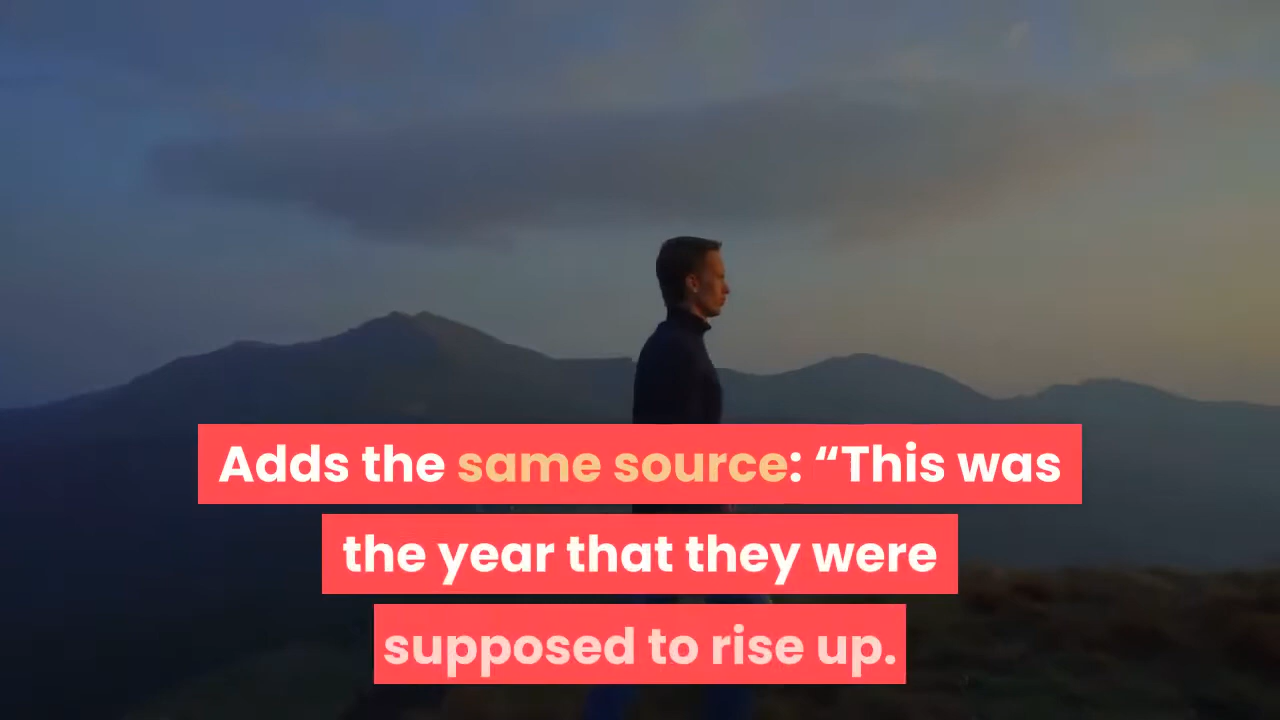 Adds the same source: “This was
the year that they were
supposed to rise up.